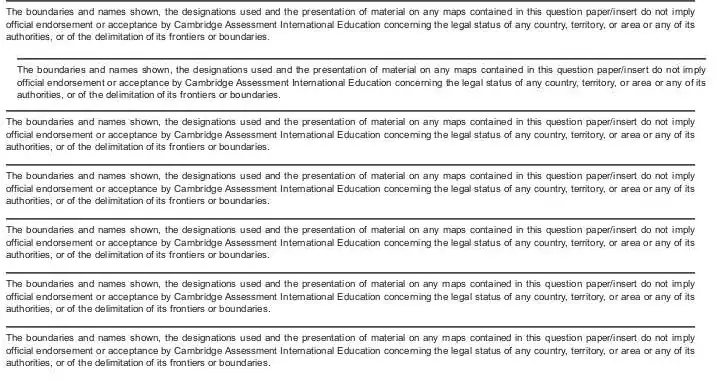 The boundaries and names shown, the designations used and the presentation of material on any maps contained in this question paper/insert do not imply
official endorsement or acceptance by Cambridge Assessment International Education concerning the legal status of any country, territory, or area or any of its
authorities, or of the delimitation of its frontiers or boundaries.
The boundaries and names shown, the designations used and the presentation of material on any maps contained in this question paper/insert do not imply
official endorsement or acceptance by Cambridge Assessment International Education concerning the legal status of any country, territory, or area or any of its
authorities, or of the delimitation of its frontiers or boundaries.
The boundaries and names shown, the designations used and the presentation of material on any maps contained in this question paper/insert do not imply
official endorsement or acceptance by Cambridge Assessment International Education concerning the legal status of any country, territory, or area or any of its
authorities, or of the delimitation of its frontiers or boundaries.
The boundaries and names shown, the designations used and the presentation of material on any maps contained in this question paper/insert do not imply
official endorsement or acceptance by Cambridge Assessment International Education concerning the legal status of any country, territory, or area or any of its
authorities, or of the delimitation of its frontiers or boundaries.
The boundaries and names shown, the designations used and the presentation of material on any maps contained in this question paper/insert do not imply
official endorsement or acceptance by Cambridge Assessment International Education concerning the legal status of any country, territory, or area or any of its
authorities, or of the delimitation of its frontiers or boundaries.
The boundaries and names shown, the designations used and the presentation of material on any maps contained in this question paper/insert do not imply
official endorsement or acceptance by Cambridge Assessment International Education concerning the legal status of any country, territory, or area or any of its
authorities, or of the delimitation of its frontiers or boundaries.
The boundaries and names shown, the designations used and the presentation of material on any maps contained in this question paper/insert do not imply
official endorsement or acceptance by Cambridge Assessment International Education concerning the legal status of any country, territory, or area or any of its
authorities, or of the delimitation of its frontiers or boundaries.